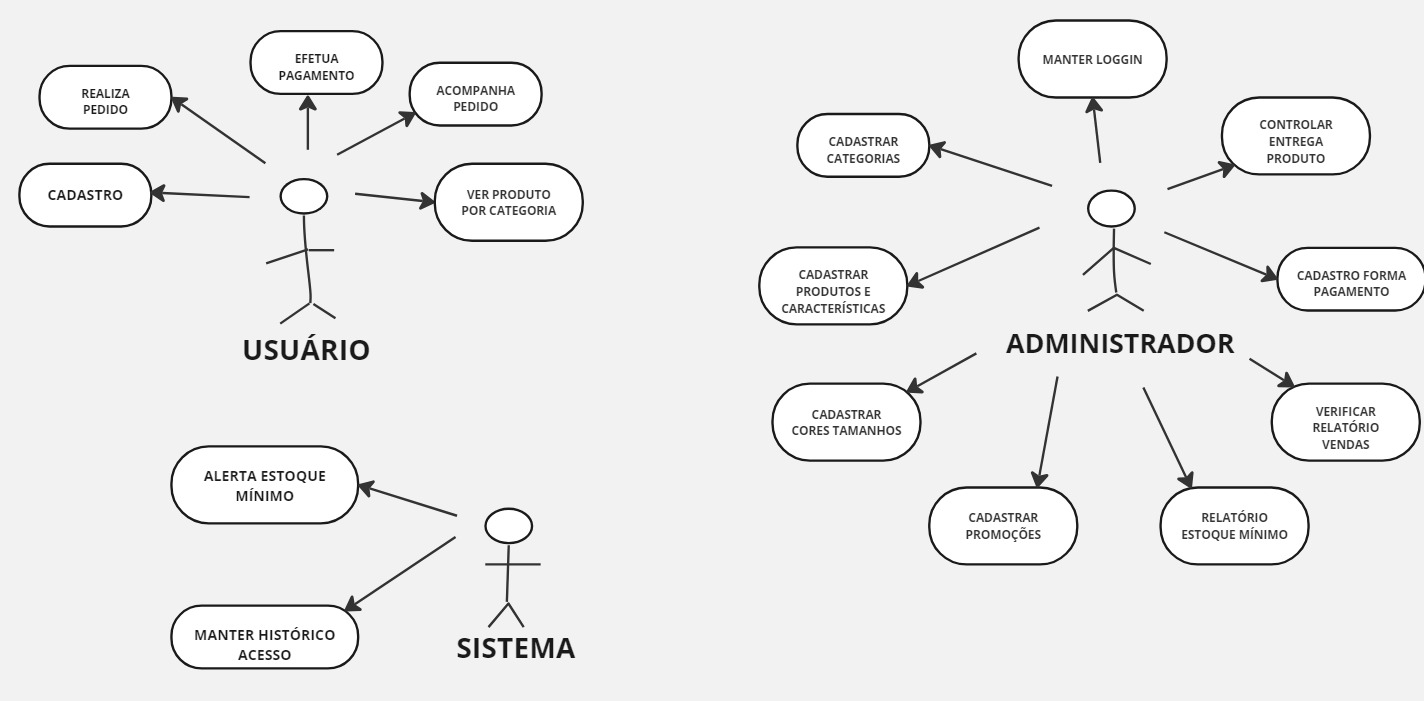 EFETUA
PAGAMENTO
REALIZA
PEDIDO
ACOMPANHA
PEDIDO
CADASTRO
VER PRODUTO
POR CATEGORIA
USUÁRIO
ALERTA ESTOQUE
MÍNIMO
MANTER HISTÓRICO
ACESSO
SISTEMA
MANTER LOGGIN
CADASTRAR
CATEGORIAS
CONTROLAR
ENTREGA
PRODUTO
CADASTRAR
PRODUTOS E
CARACTERÍSTICAS
CADASTRO FORMA
PAGAMENTO
ADMINISTRADOR
CADASTRAR
CORES TAMANHOS
VERIFICAR
RELATÓRIO
VENDAS
CADASTRAR
PROMOÇÕES
RELATÓRIO
ESTOQUE MÍNIMO